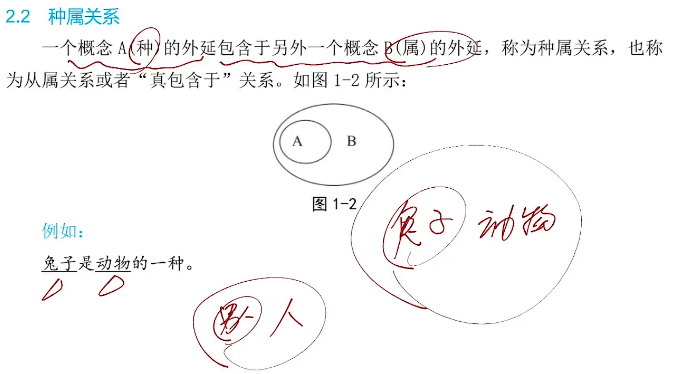 2.2 种属关系
一个概念 A(种)的外延包含于另外一个概念 B(属)的外延，称为种属关系，也称
为从属关系或者“真包含于”关系。如图 1-2 所示：
A B
图 1-2
兔子 动物
例如：
兔子是动物的一种。
男人 人